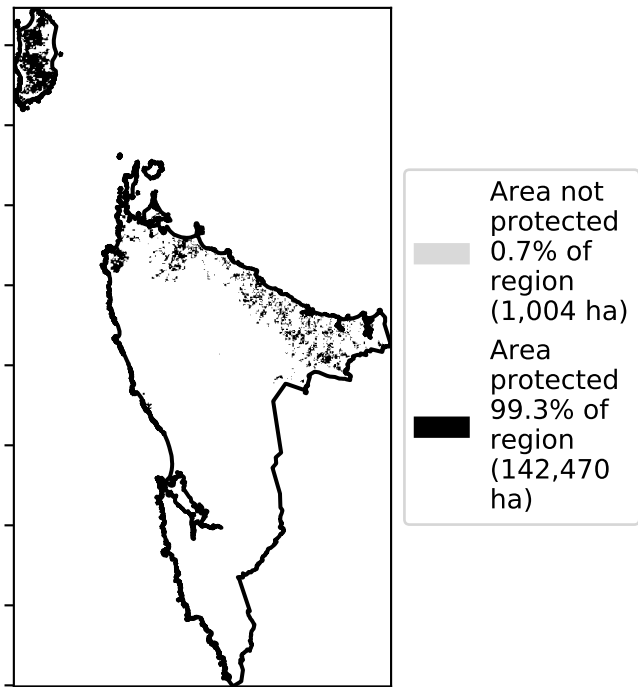 Area not
protected
0.7% of
region
(1,004 ha)
Area
protected
99.3% of
region
(142,470
ha)